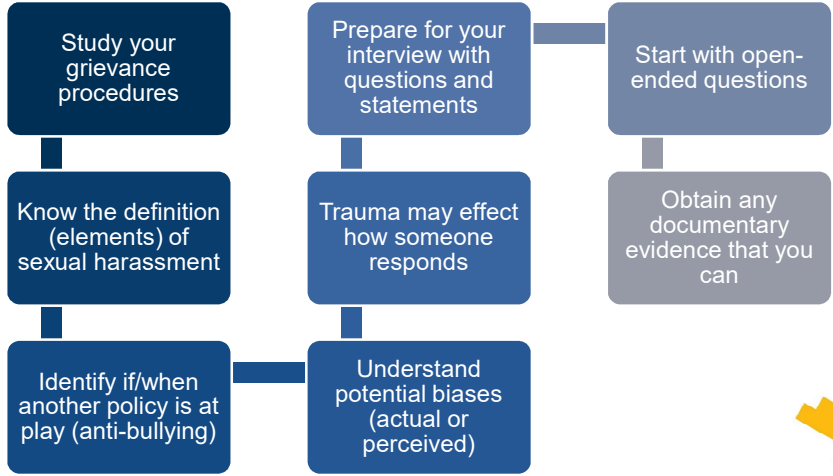 Study your
grievance
procedures
Know the definition
(elements) of
sexual harassment
Identify if/when
another policy is at
play (anti-bullying)
Understand
potential biases
(actual or
perceived)
Trauma may effect
how someone
responds
Prepare for your
interview with
questions and
statements
Start with open-
ended questions
Obtain any
documentary
evidence that you
can